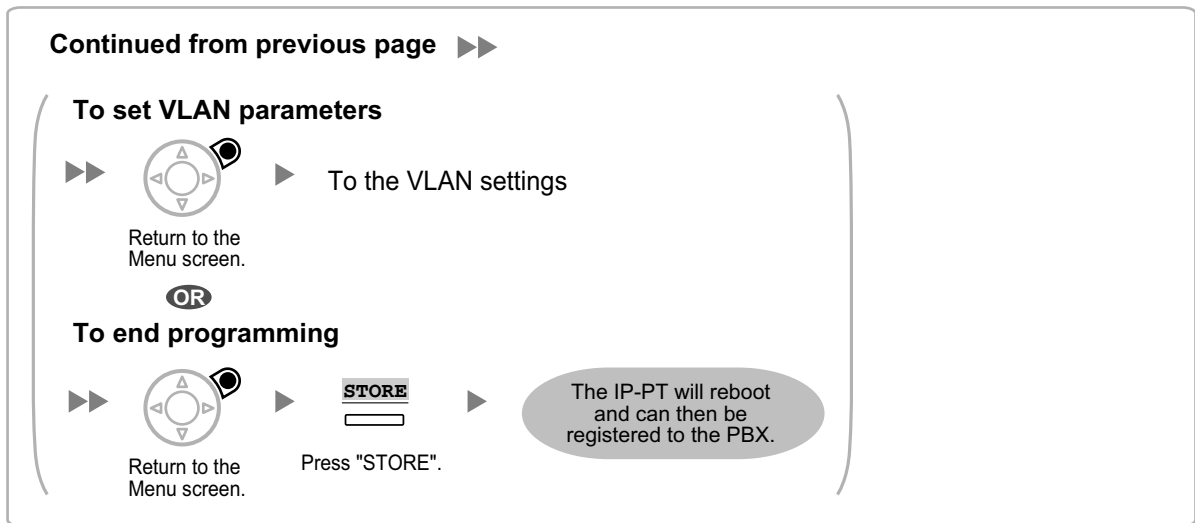 Continued from previous page
To set VLAN parameters
To the VLAN settings
Return to the
Menu screen.
OR
To end programming
STORE
The IP-PT will reboot
and can then be
registered to the PBX.
Return to the
Menu screen.
Press "STORE".